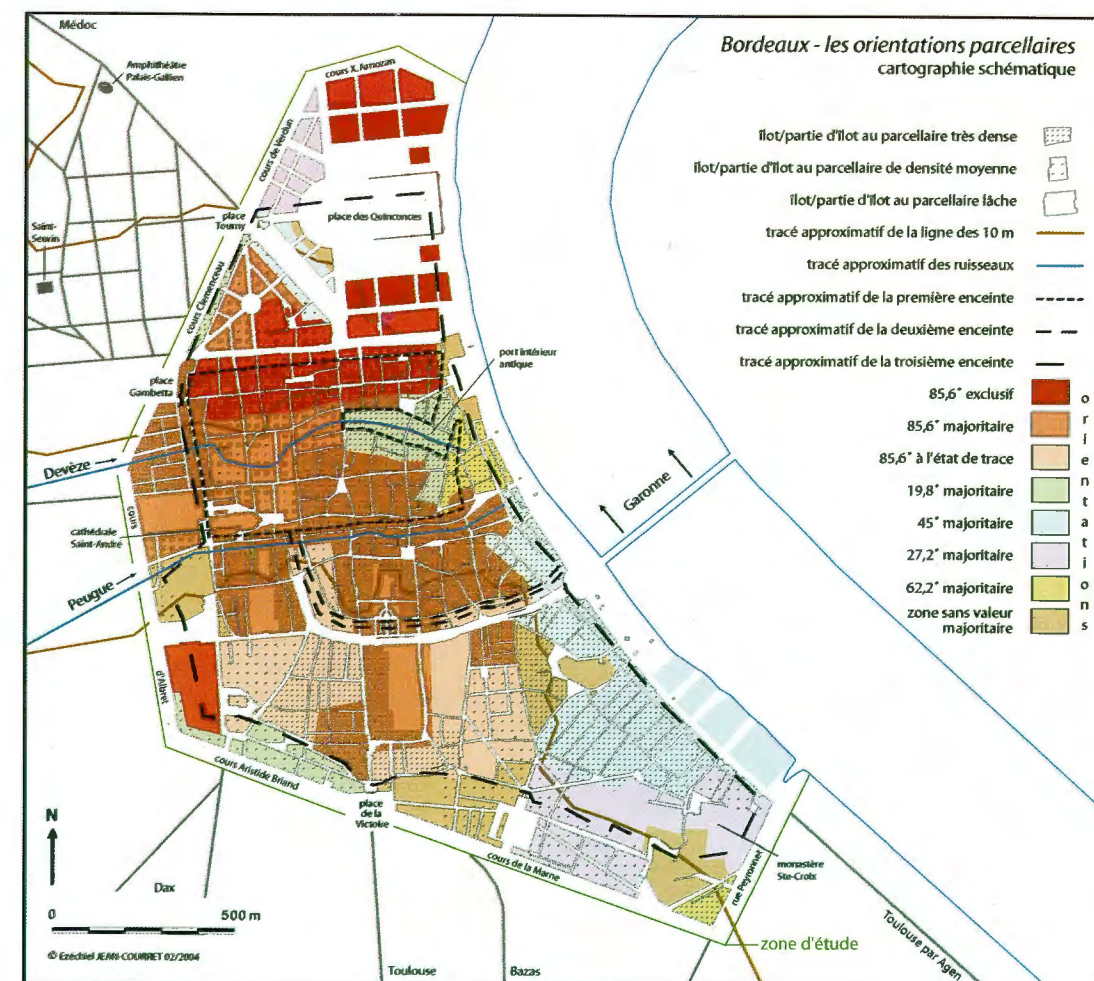 Bordeaux - les orientations parcellaires
cartographie schématique
îlot/partie d'îlot au parcellaire très dense
îlot/partie d'îlot au parcellaire de densité moyenne
îlot/partie d'îlot au parcellaire lâche
tracé approximatif de la ligne des 10 m
tracé approximatif des ruisseaux
tracé approximatif de la première enceinte
tracé approximatif de la deuxième enceinte
tracé approximatif de la troisième enceinte
85,6° exclusif
85,6° majoritaire
85,6° à l'état de trace
19,8° majoritaire
45° majoritaire
27,2° majoritaire
62,2° majoritaire
zone sans valeur
majoritaire
orientations
Médoc
Amphithéâtre
Palais-Gallien
cours X. Arnozan
cours de Verdun
place
Tourny
place des Quinconces
Saint-
Seurin
cours Clemenceau
port intérieur
antique
place
Gambetta
Devèze
Garonne
cours
cathédrale
Saint-André
Peugue
d'Albret
cours Aristide Briand
place
de la
Victoire
cours de la Marne
monastère
Ste-Croix
rue Peyronnet
N
Dax
0
500 m
Toulouse par Agen
zone d'étude
© Ezéchiel JEAN-COURRET 02/2004
Toulouse
Bazas